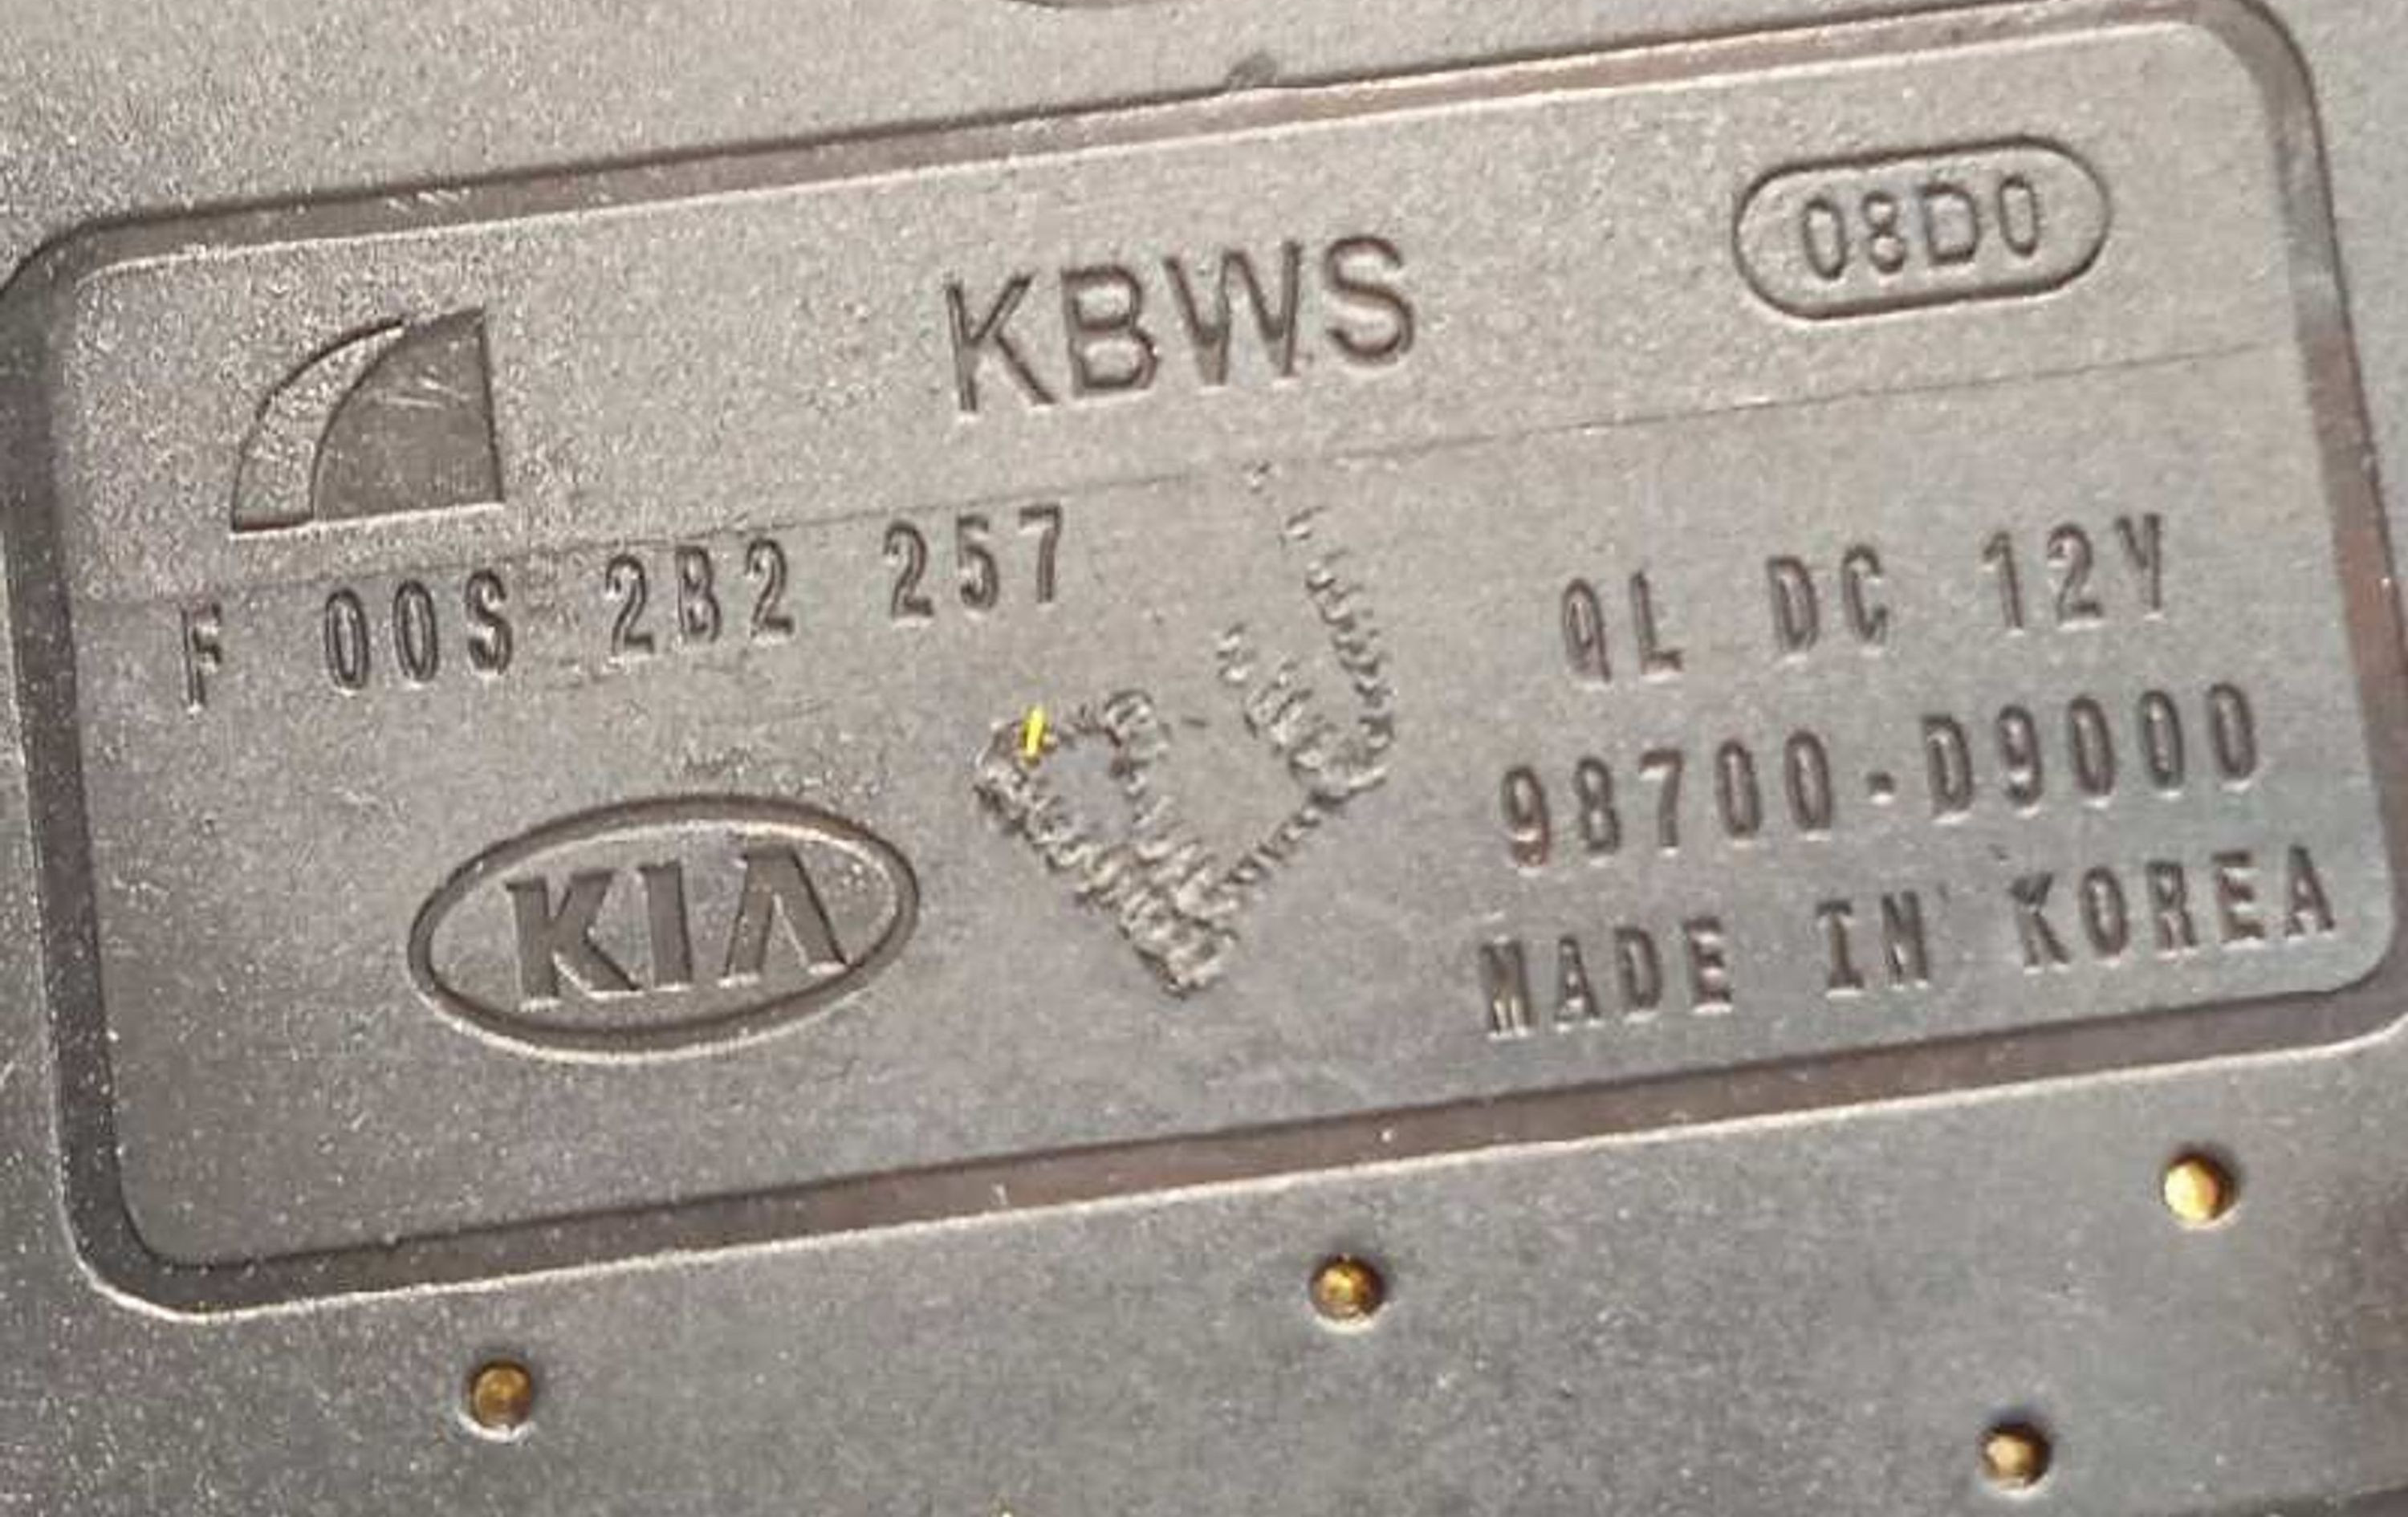 KBWS
08D0
F 00S 2B2 257
QL DC 12V
98700-D9000
KIA
MADE IN KOREA